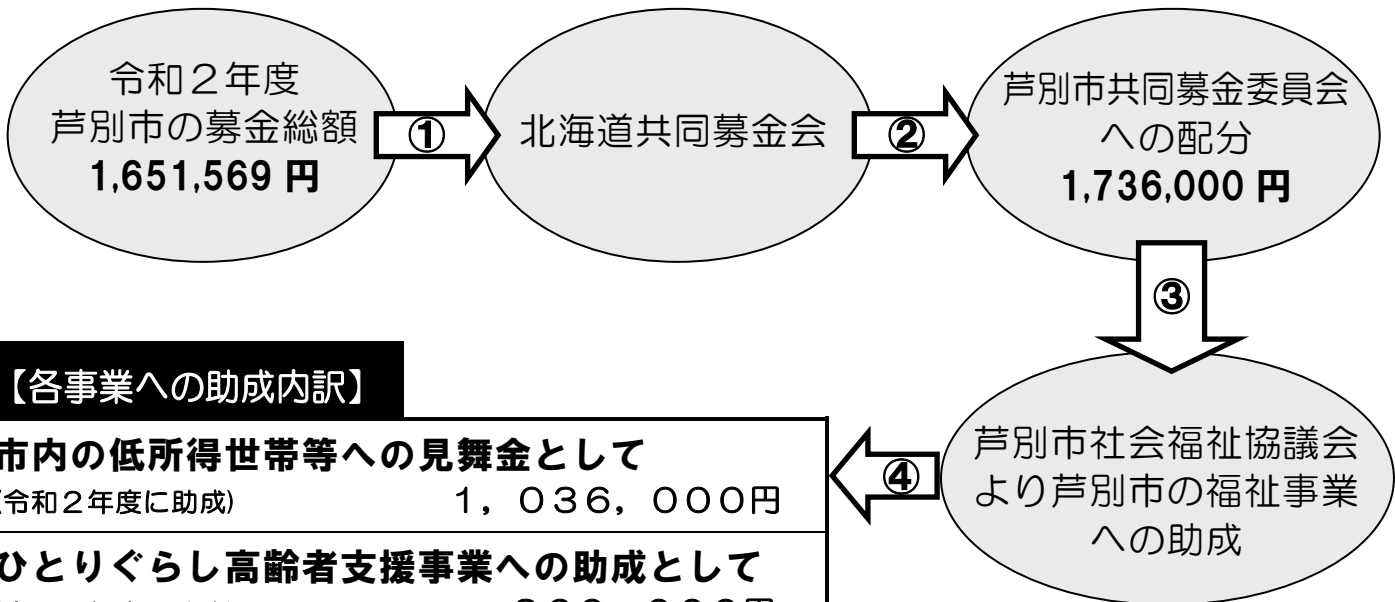 令和２年度
芦別市の募金総額
1,651,569 円
①
北海道共同募金会
②
芦別市共同募金委員会
への配分
1,736,000 円
③
芦別市社会福祉協議会
より芦別市の福祉事業
への助成
④
【各事業への助成内訳】
市内の低所得世帯等への見舞金として
(令和２年度に助成) １，０３６，０００円
ひとりぐらし高齢者支援事業への助成として